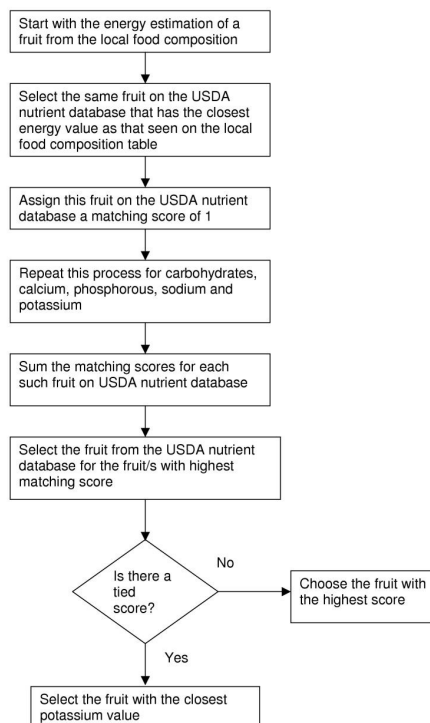 Start with the energy estimation of a
fruit from the local food composition
Select the same fruit on the USDA
nutrient database that has the closest
energy value as that seen on the local
food composition table
Assign this fruit on the USDA nutrient
database a matching score of 1
Repeat this process for carbohydrates,
calcium, phosphorous, sodium and
potassium
Sum the matching scores for each
such fruit on USDA nutrient database
Select the fruit from the USDA nutrient
database for the fruit/s with highest
matching score
Is there a
tied
score?
No
Choose the fruit with
the highest score
Yes
Select the fruit with the closest
potassium value